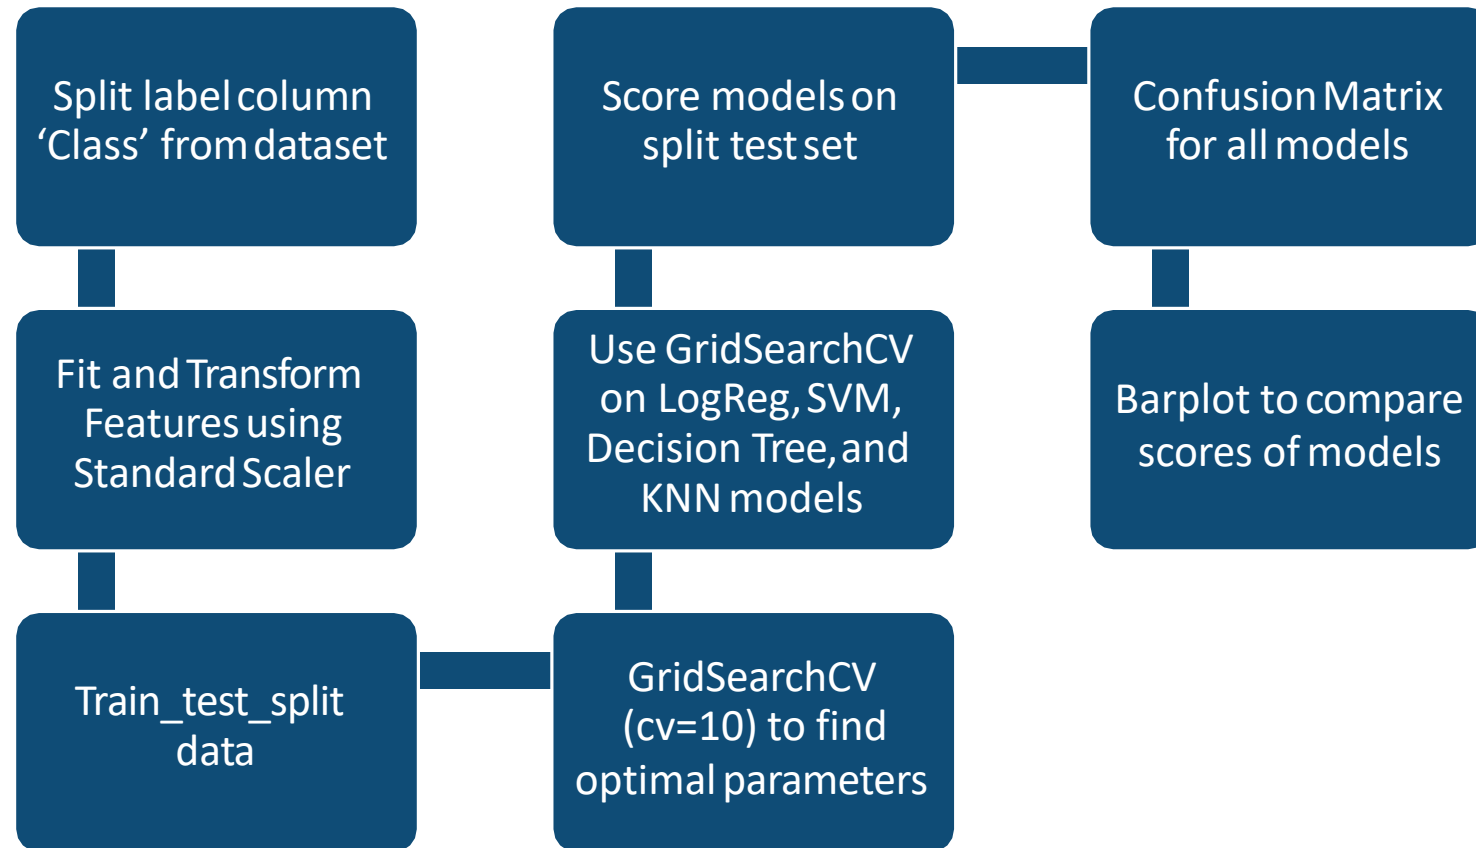 Split label column
‘Class’ from dataset
Fit and Transform
Features using
Standard Scaler
Train_test_split
data
GridSearchCV
(cv=10) to find
optimal parameters
Use GridSearchCV
on LogReg, SVM,
Decision Tree, and
KNN models
Score models on
split test set
Confusion Matrix
for all models
Barplot to compare
scores of models